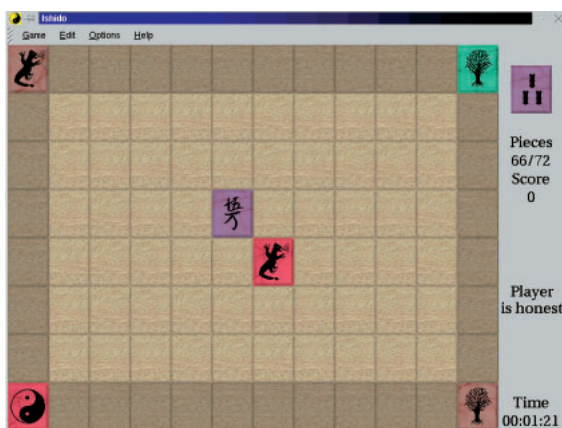 Ishido
Game Edit Options Help
Pieces
66/72
Score
0
Player
is honest
Time
00:01:21